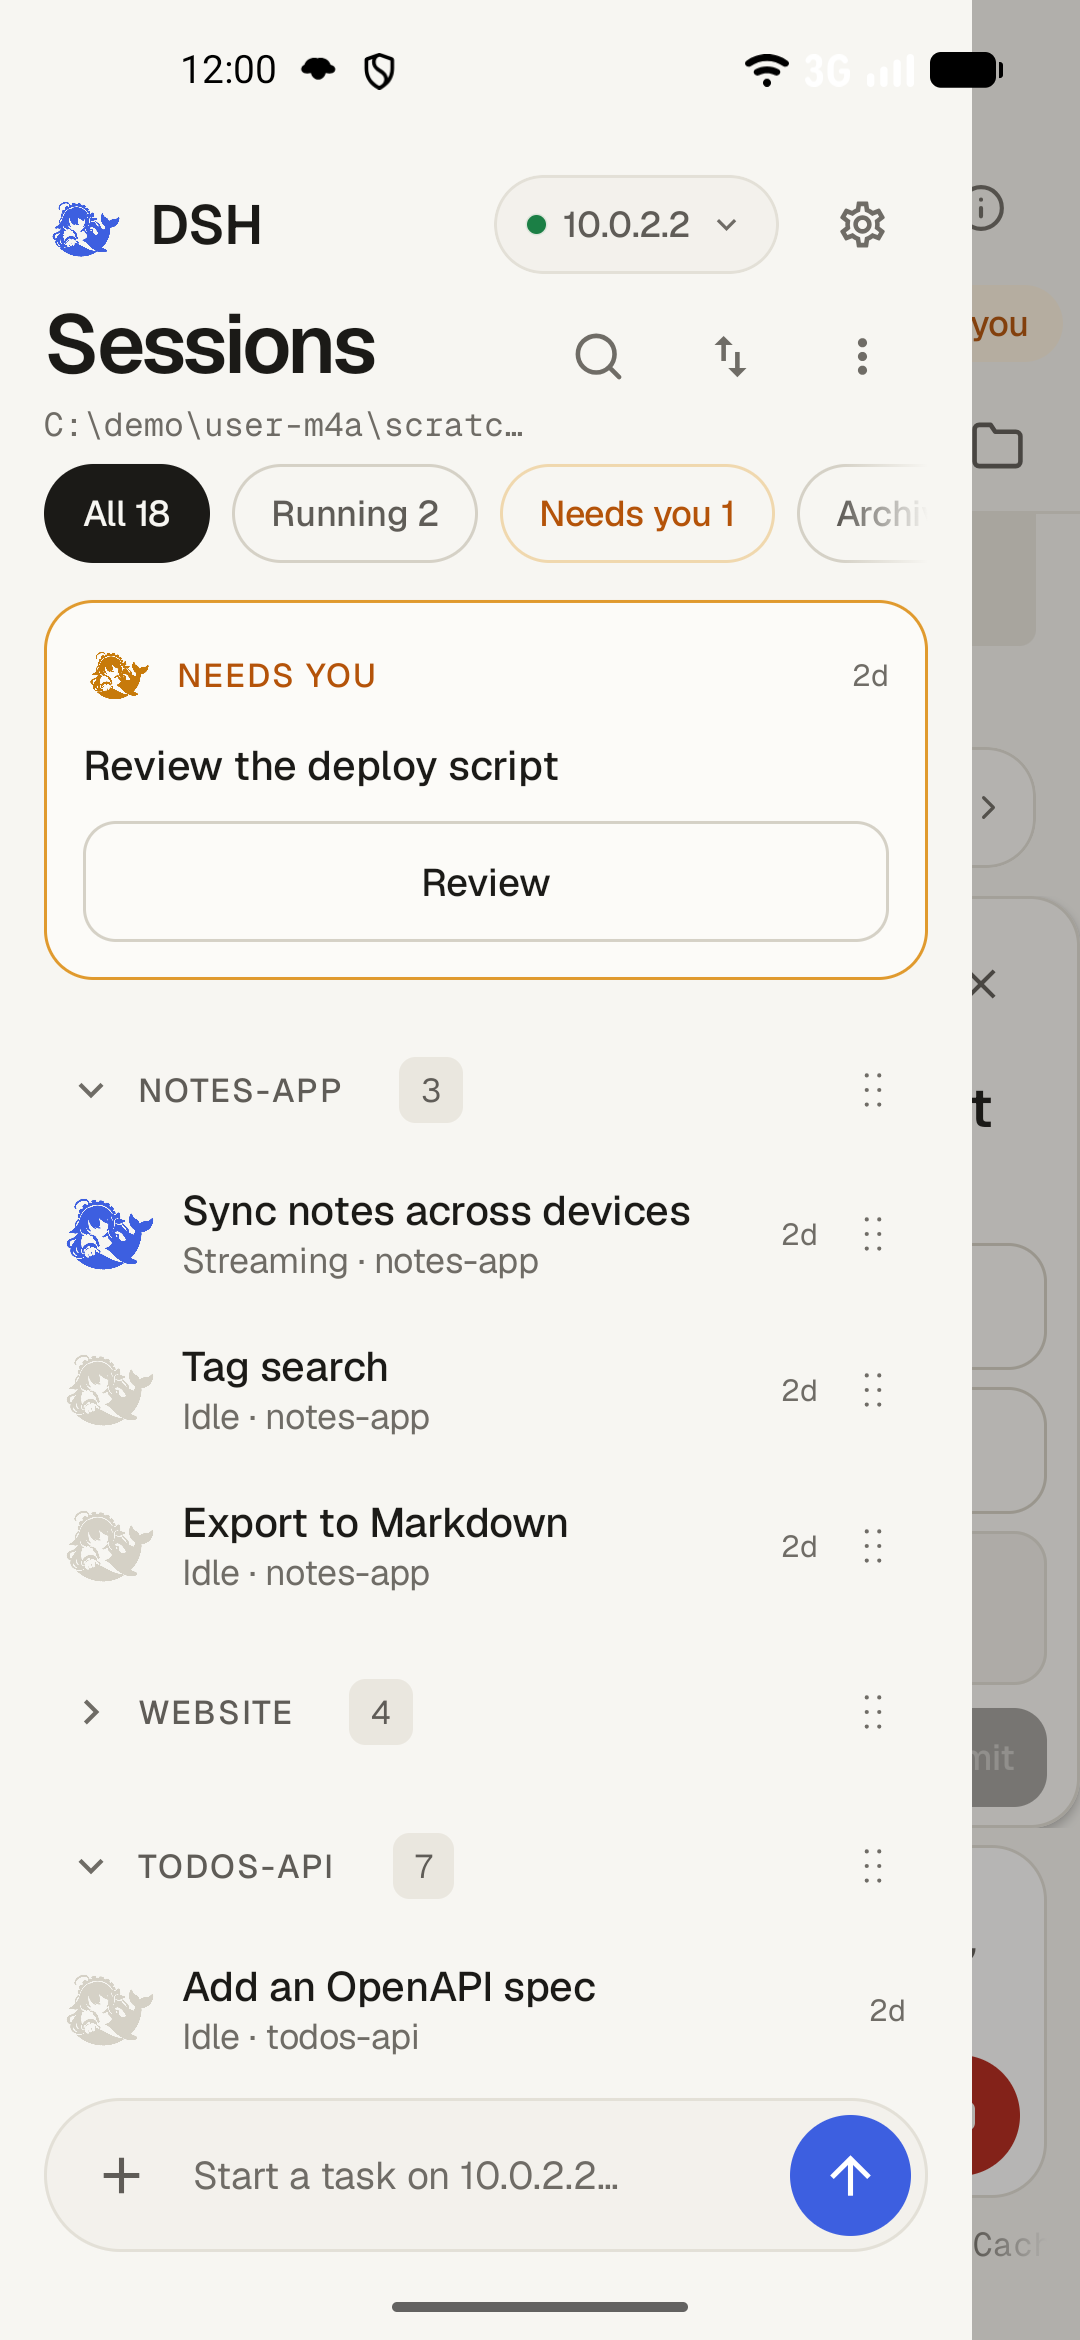 12:00
3G
DSH
10.0.2.2
Sessions
C:\demo\user-m4a\scratc…
All 18
Running 2
Needs you 1
Archi
you
NEEDS YOU
2d
Review the deploy script
Review
NOTES-APP
3
t
Sync notes across devices
2d
Streaming · notes-app
Tag search
2d
Idle · notes-app
Export to Markdown
2d
Idle · notes-app
WEBSITE
4
mit
TODOS-API
7
Add an OpenAPI spec
2d
Idle · todos-api
Start a task on 10.0.2.2…
Cach